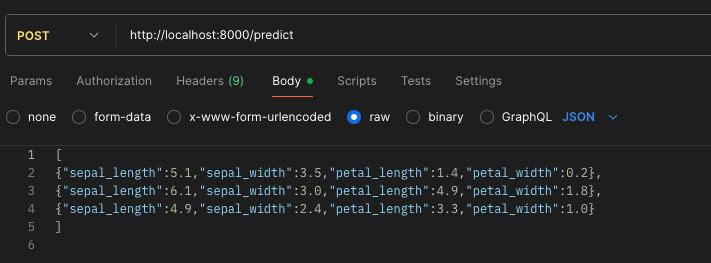 POST http://localhost:8000/predict
Params Authorization Headers (9) Body Scripts Tests Settings
none form-data x-www-form-urlencoded raw binary GraphQL JSON
1 [
2 {"sepal_length":5.1,"sepal_width":3.5,"petal_length":1.4,"petal_width":0.2},
3 {"sepal_length":6.1,"sepal_width":3.0,"petal_length":4.9,"petal_width":1.8},
4 {"sepal_length":4.9,"sepal_width":2.4,"petal_length":3.3,"petal_width":1.0}
5 ]
6